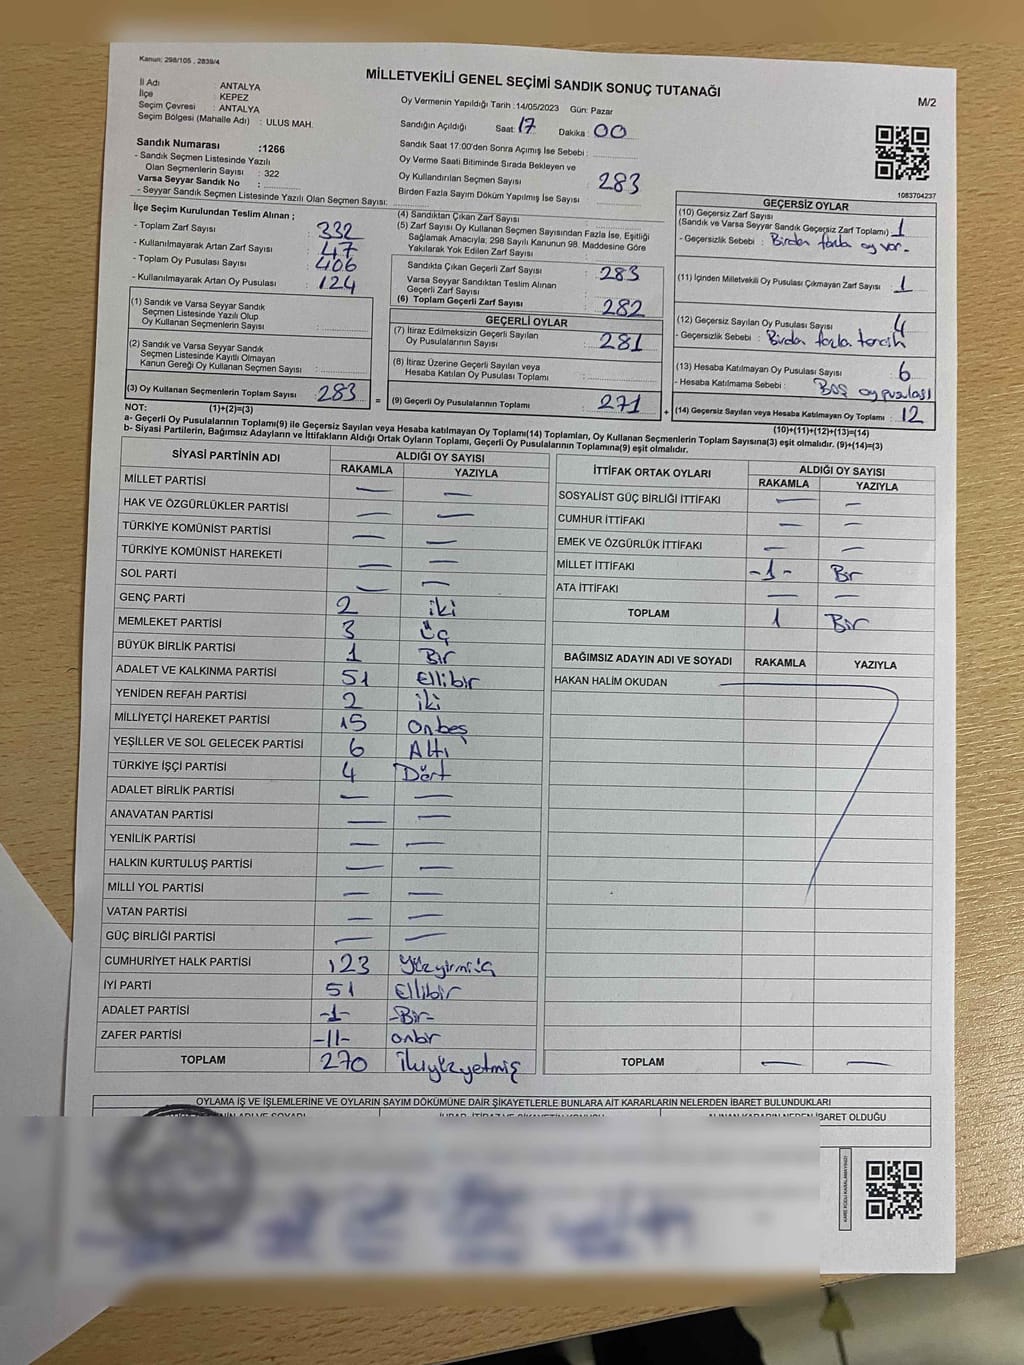 Kanun: 298/105 , 2839/4
MİLLETVEKİLİ GENEL SEÇİMİ SANDIK SONUÇ TUTANAĞI
M/2
İl Adı : ANTALYA
İlçe : KEPEZ
Seçim Çevresi : ANTALYA
Seçim Bölgesi (Mahalle Adı) : ULUS MAH.
Oy Vermenin Yapıldığı Tarih :14/05/2023 Gün: Pazar
Sandığın Açıldığı Saat: 17 Dakika : 00
Sandık Saat 17:00'den Sonra Açımış İse Sebebi :
Oy Verme Saati Bitiminde Sırada Bekleyen ve
Oy Kullandırılan Seçmen Sayısı : 283
Birden Fazla Sayım Döküm Yapılmış İse Sayısı
Sandık Numarası :1266
- Sandık Seçmen Listesinde Yazılı
Olan Seçmenlerin Sayısı : 322
Varsa Seyyar Sandık No :
- Seyyar Sandık Seçmen Listesinde Yazılı Olan Seçmen Sayısı:
1083704237
İlçe Seçim Kurulundan Teslim Alınan ;
- Toplam Zarf Sayısı : 332
- Kullanılmayarak Artan Zarf Sayısı : 47
- Toplam Oy Pusulası Sayısı : 406
- Kullanılmayarak Artan Oy Pusulası : 124
(1) Sandık ve Varsa Seyyar Sandık
Seçmen Listesinde Yazılı Olup
Oy Kullanan Seçmenlerin Sayısı :
(2) Sandık ve Varsa Seyyar Sandık
Seçmen Listesinde Kayıtlı Olmayan
Kanun Gereği Oy Kullanan Seçmen Sayısı :
(3) Oy Kullanan Seçmenlerin Toplam Sayısı : 283 =
(1)+(2)=(3)
(4) Sandıktan Çıkan Zarf Sayısı :
(5) Zarf Sayısı Oy Kullanan Seçmen Sayısından Fazla İse, Eşitliği
Sağlamak Amacıyla, 298 Sayılı Kanunun 98. Maddesine Göre
Yakılarak Yok Edilen Zarf Sayısı :
Sandıkta Çıkan Geçerli Zarf Sayısı : 283
Varsa Seyyar Sandıktan Teslim Alınan
Geçerli Zarf Sayısı :
(6) Toplam Geçerli Zarf Sayısı : 282
GEÇERLİ OYLAR
(7) İtiraz Edilmeksizin Geçerli Sayılan
Oy Pusulalarının Sayısı : 281
(8) İtiraz Üzerine Geçerli Sayılan veya
Hesaba Katılan Oy Pusulası Toplamı :
(9) Geçerli Oy Pusulalarının Toplamı : 271 +
GEÇERSİZ OYLAR
(10) Geçersiz Zarf Sayısı
(Sandık ve Varsa Seyyar Sandık Geçersiz Zarf Toplamı) 1
- Geçersizlik Sebebi : Birden fazla oy var.
(11) İçinden Milletvekili Oy Pusulası Çıkmayan Zarf Sayısı : 1
(12) Geçersiz Sayılan Oy Pusulası Sayısı : 4
- Geçersizlik Sebebi : Birden fazla tercih
(13) Hesaba Katılmayan Oy Pusulası Sayısı : 6
- Hesaba Katılmama Sebebi : Boş oy pusulası
(14) Geçersiz Sayılan veya Hesaba Katılmayan Oy Toplamı : 12
(10)+(11)+(12)+(13)=(14)
NOT:
a- Geçerli Oy Pusulalarının Toplamı(9) ile Geçersiz Sayılan veya Hesaba Katılmayan Oy Toplamı(14) Toplamları, Oy Kullanan Seçmenlerin Toplam Sayısına(3) eşit olmalıdır. (9)+(14)=(3)
b- Siyasi Partilerin, Bağımsız Adayların ve İttifakların Aldığı Ortak Oyların Toplamı, Geçerli Oy Pusulalarının Toplamına(9) eşit olmalıdır.
SİYASİ PARTİNİN ADI ALDIĞI OY SAYISI
RAKAMLA YAZIYLA
MİLLET PARTİSİ — —
HAK VE ÖZGÜRLÜKLER PARTİSİ — —
TÜRKİYE KOMÜNİST PARTİSİ — —
TÜRKİYE KOMÜNİST HAREKETİ — —
SOL PARTİ — —
GENÇ PARTİ 2 iki
MEMLEKET PARTİSİ 3 üç
BÜYÜK BİRLİK PARTİSİ 1 Bir
ADALET VE KALKINMA PARTİSİ 51 Ellibir
YENİDEN REFAH PARTİSİ 2 iki
MİLLİYETÇİ HAREKET PARTİSİ 15 Onbeş
YEŞİLLER VE SOL GELECEK PARTİSİ 6 Altı
TÜRKİYE İŞÇİ PARTİSİ 4 Dört
ADALET BİRLİK PARTİSİ — —
ANAVATAN PARTİSİ — —
YENİLİK PARTİSİ — —
HALKIN KURTULUŞ PARTİSİ — —
MİLLİ YOL PARTİSİ — —
VATAN PARTİSİ — —
GÜÇ BİRLİĞİ PARTİSİ — —
CUMHURİYET HALK PARTİSİ 123 Yüzyirmiüç
İYİ PARTİ 51 Ellibir
ADALET PARTİSİ -1- -Bir-
ZAFER PARTİSİ -11- onbir
TOPLAM 270 ikiyüzyetmiş
İTTİFAK ORTAK OYLARI ALDIĞI OY SAYISI
RAKAMLA YAZIYLA
SOSYALİST GÜÇ BİRLİĞİ İTTİFAKI — —
CUMHUR İTTİFAKI — —
EMEK VE ÖZGÜRLÜK İTTİFAKI — —
MİLLET İTTİFAKI -1- Bir
ATA İTTİFAKI — —
TOPLAM 1 Bir
BAĞIMSIZ ADAYIN ADI VE SOYADI RAKAMLA YAZIYLA
HAKAN HALİM OKUDAN
TOPLAM — —
OYLAMA İŞ VE İŞLEMLERİNE VE OYLARIN SAYIM DÖKÜMÜNE DAİR ŞİKAYETLERLE BUNLARA AİT KARARLARIN NELERDEN İBARET BULUNDUKLARI
ALINAN KARARIN NEDEN İBARET OLDUĞU